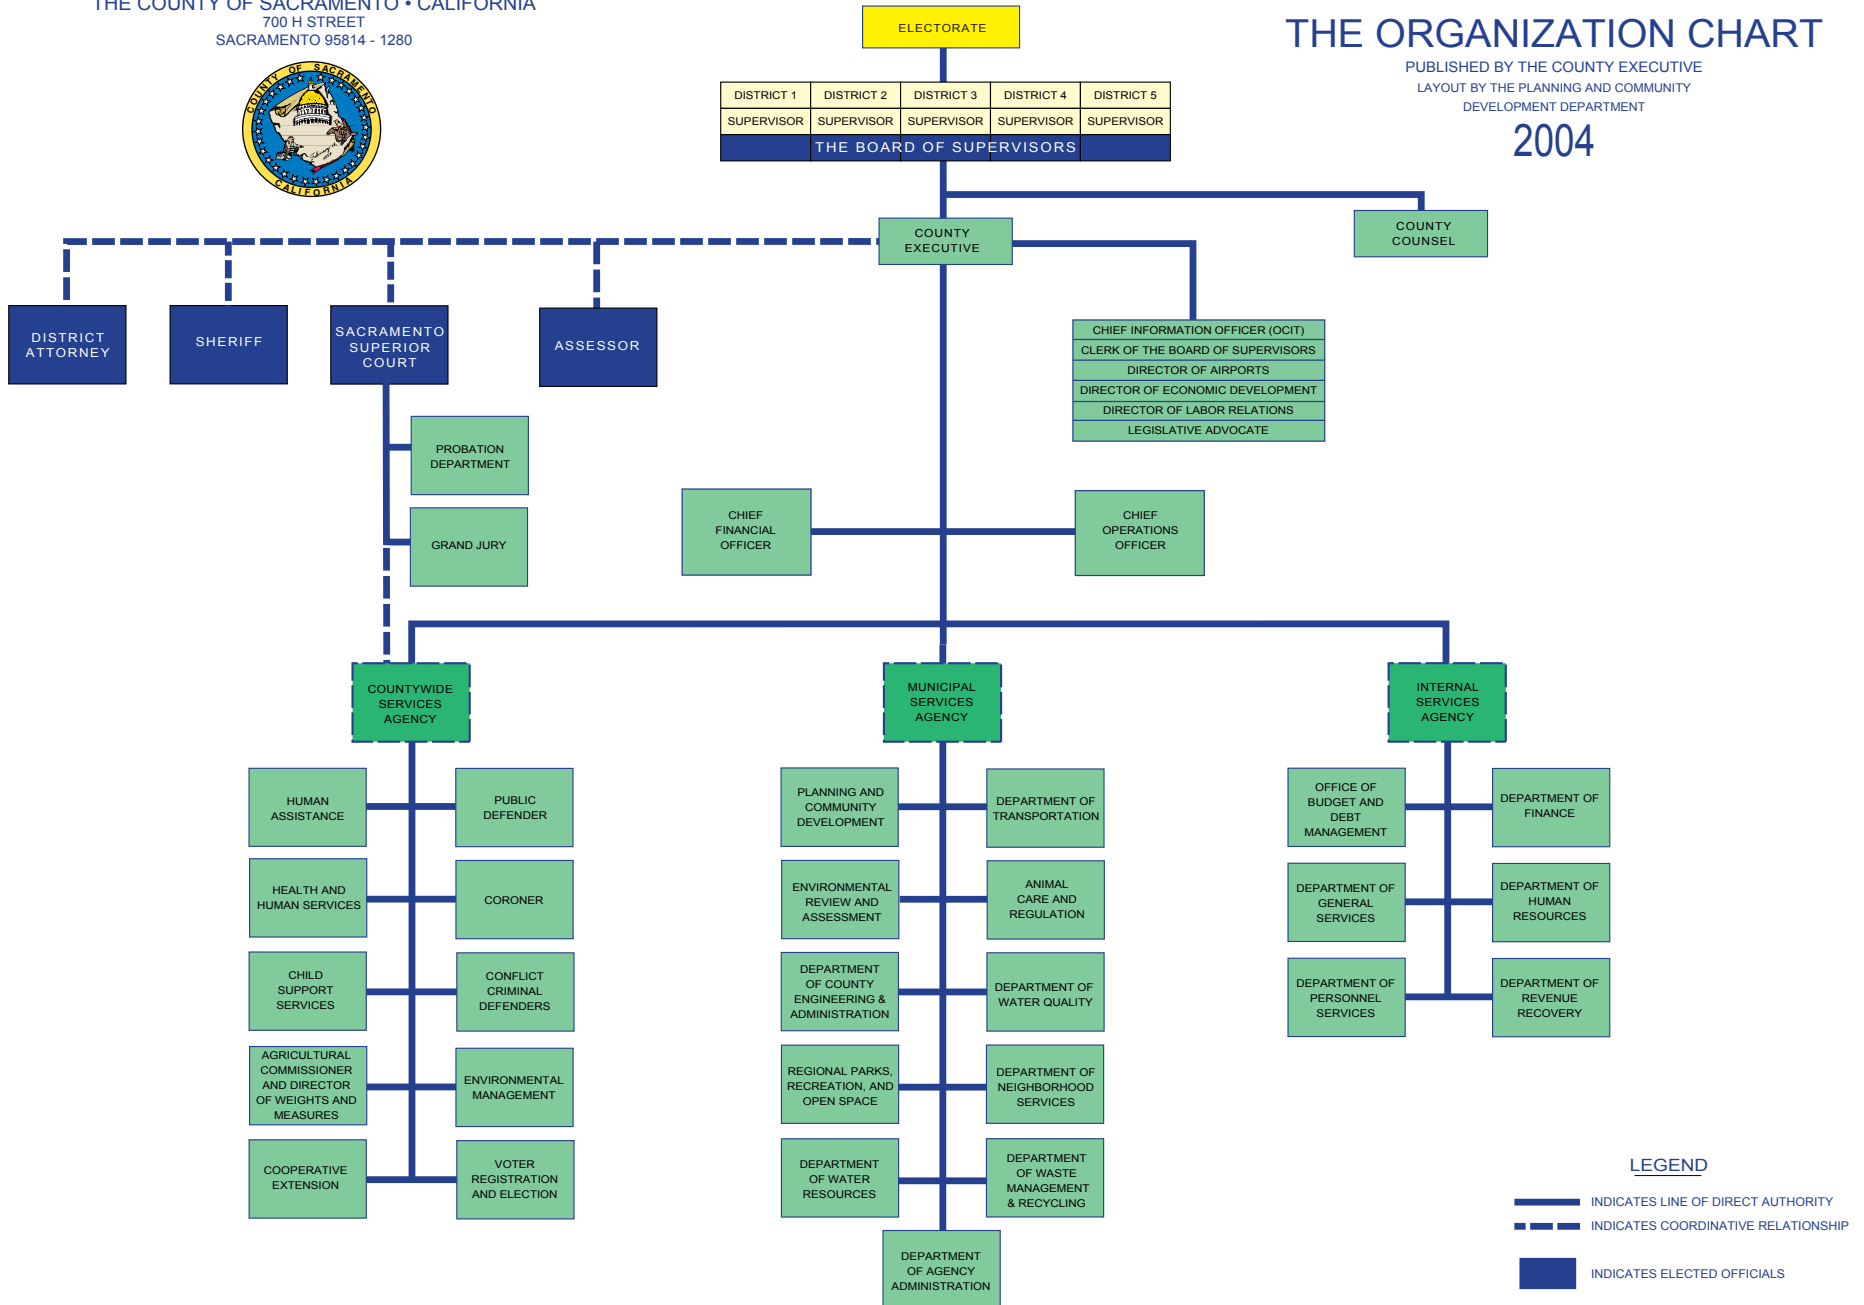 THE COUNTY OF SACRAMENTO • CALIFORNIA
700 H STREET
SACRAMENTO 95814 - 1280
COUNTY OF SACRAMENTO
CALIFORNIA
THE ORGANIZATION CHART
PUBLISHED BY THE COUNTY EXECUTIVE
LAYOUT BY THE PLANNING AND COMMUNITY
DEVELOPMENT DEPARTMENT
2004
ELECTORATE
DISTRICT 1 DISTRICT 2 DISTRICT 3 DISTRICT 4 DISTRICT 5
SUPERVISOR SUPERVISOR SUPERVISOR SUPERVISOR SUPERVISOR
THE BOARD OF SUPERVISORS
COUNTY
EXECUTIVE
COUNTY
COUNSEL
DISTRICT
ATTORNEY
SHERIFF
SACRAMENTO
SUPERIOR
COURT
ASSESSOR
CHIEF INFORMATION OFFICER (OCIT)
CLERK OF THE BOARD OF SUPERVISORS
DIRECTOR OF AIRPORTS
DIRECTOR OF ECONOMIC DEVELOPMENT
DIRECTOR OF LABOR RELATIONS
LEGISLATIVE ADVOCATE
PROBATION
DEPARTMENT
GRAND JURY
CHIEF
FINANCIAL
OFFICER
CHIEF
OPERATIONS
OFFICER
COUNTYWIDE
SERVICES
AGENCY
MUNICIPAL
SERVICES
AGENCY
INTERNAL
SERVICES
AGENCY
HUMAN
ASSISTANCE
PUBLIC
DEFENDER
HEALTH AND
HUMAN SERVICES
CORONER
CHILD
SUPPORT
SERVICES
CONFLICT
CRIMINAL
DEFENDERS
AGRICULTURAL
COMMISSIONER
AND DIRECTOR
OF WEIGHTS AND
MEASURES
ENVIRONMENTAL
MANAGEMENT
COOPERATIVE
EXTENSION
VOTER
REGISTRATION
AND ELECTION
PLANNING AND
COMMUNITY
DEVELOPMENT
DEPARTMENT OF
TRANSPORTATION
ENVIRONMENTAL
REVIEW AND
ASSESSMENT
ANIMAL
CARE AND
REGULATION
DEPARTMENT
OF COUNTY
ENGINEERING &
ADMINISTRATION
DEPARTMENT OF
WATER QUALITY
REGIONAL PARKS,
RECREATION, AND
OPEN SPACE
DEPARTMENT OF
NEIGHBORHOOD
SERVICES
DEPARTMENT
OF WATER
RESOURCES
DEPARTMENT
OF WASTE
MANAGEMENT
& RECYCLING
DEPARTMENT
OF AGENCY
ADMINISTRATION
OFFICE OF
BUDGET AND
DEBT
MANAGEMENT
DEPARTMENT OF
FINANCE
DEPARTMENT OF
GENERAL
SERVICES
DEPARTMENT OF
HUMAN
RESOURCES
DEPARTMENT OF
PERSONNEL
SERVICES
DEPARTMENT OF
REVENUE
RECOVERY
LEGEND
INDICATES LINE OF DIRECT AUTHORITY
INDICATES COORDINATIVE RELATIONSHIP
INDICATES ELECTED OFFICIALS